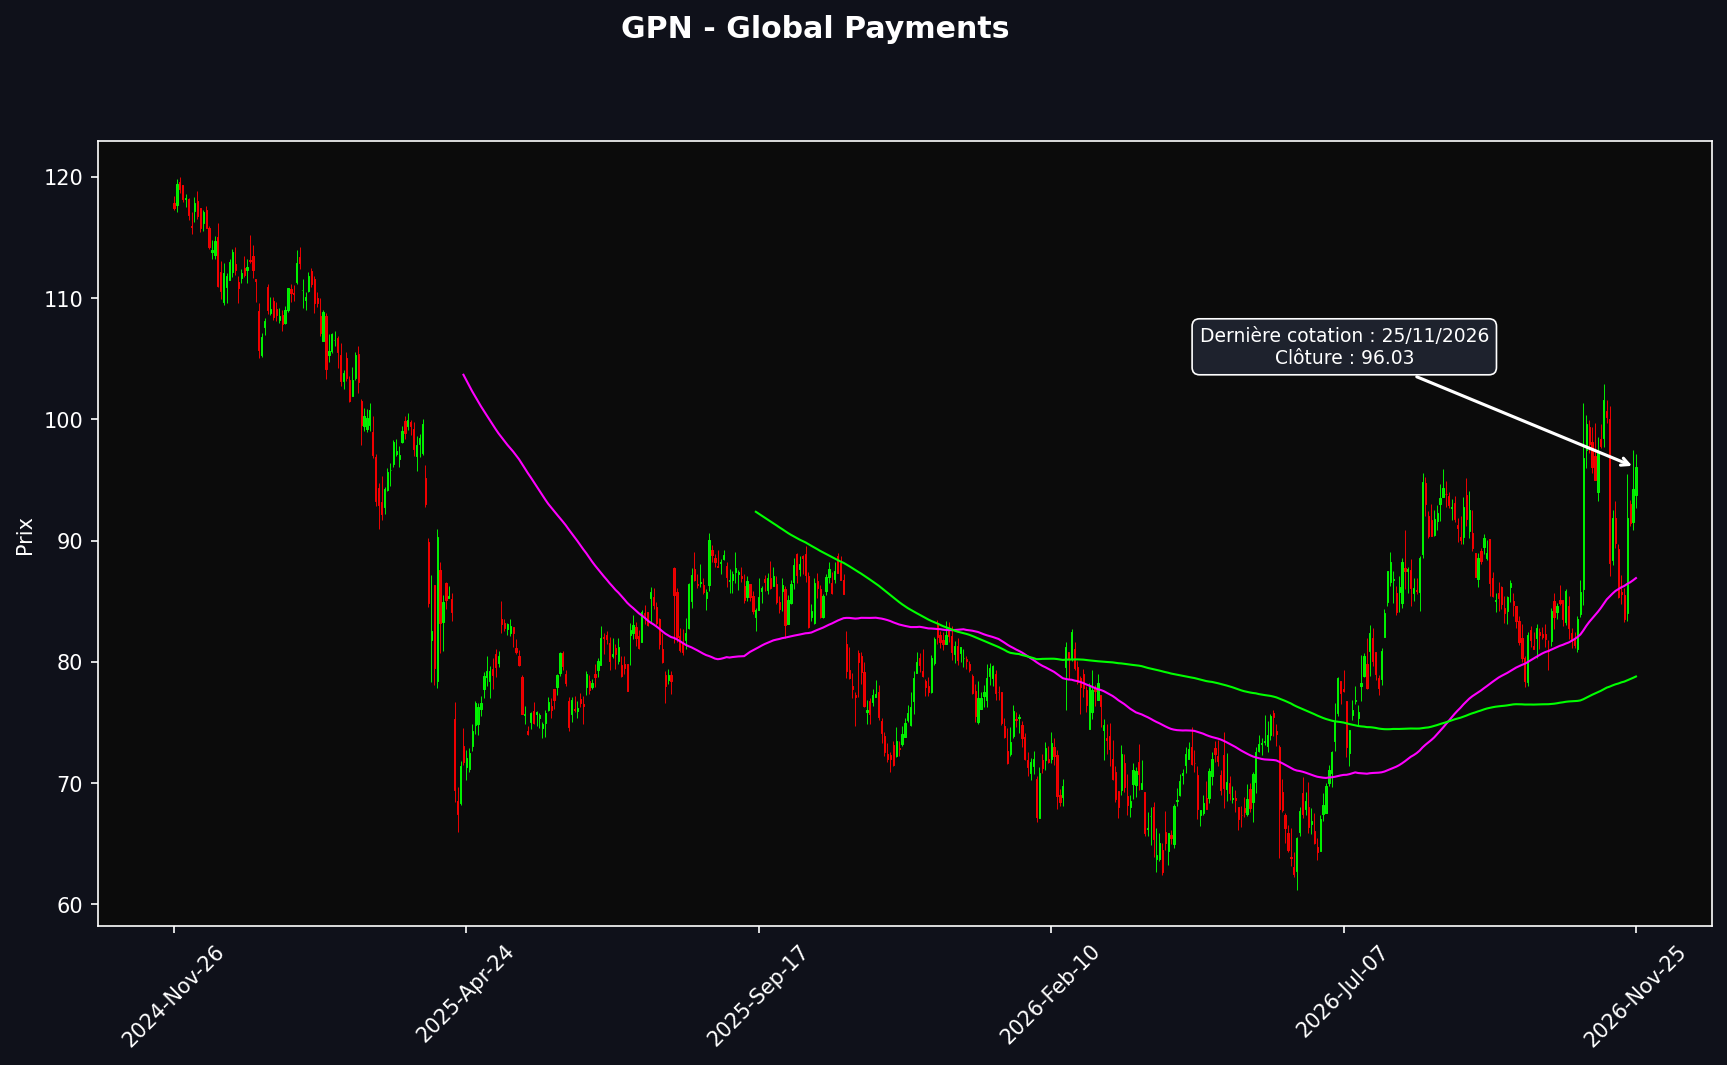 GPN - Global Payments
Dernière cotation : 25/11/2026
Clôture : 96.03
Prix
120
110
100
90
80
70
60
2024-Nov-26
2025-Apr-24
2025-Sep-17
2026-Feb-10
2026-Jul-07
2026-Nov-25